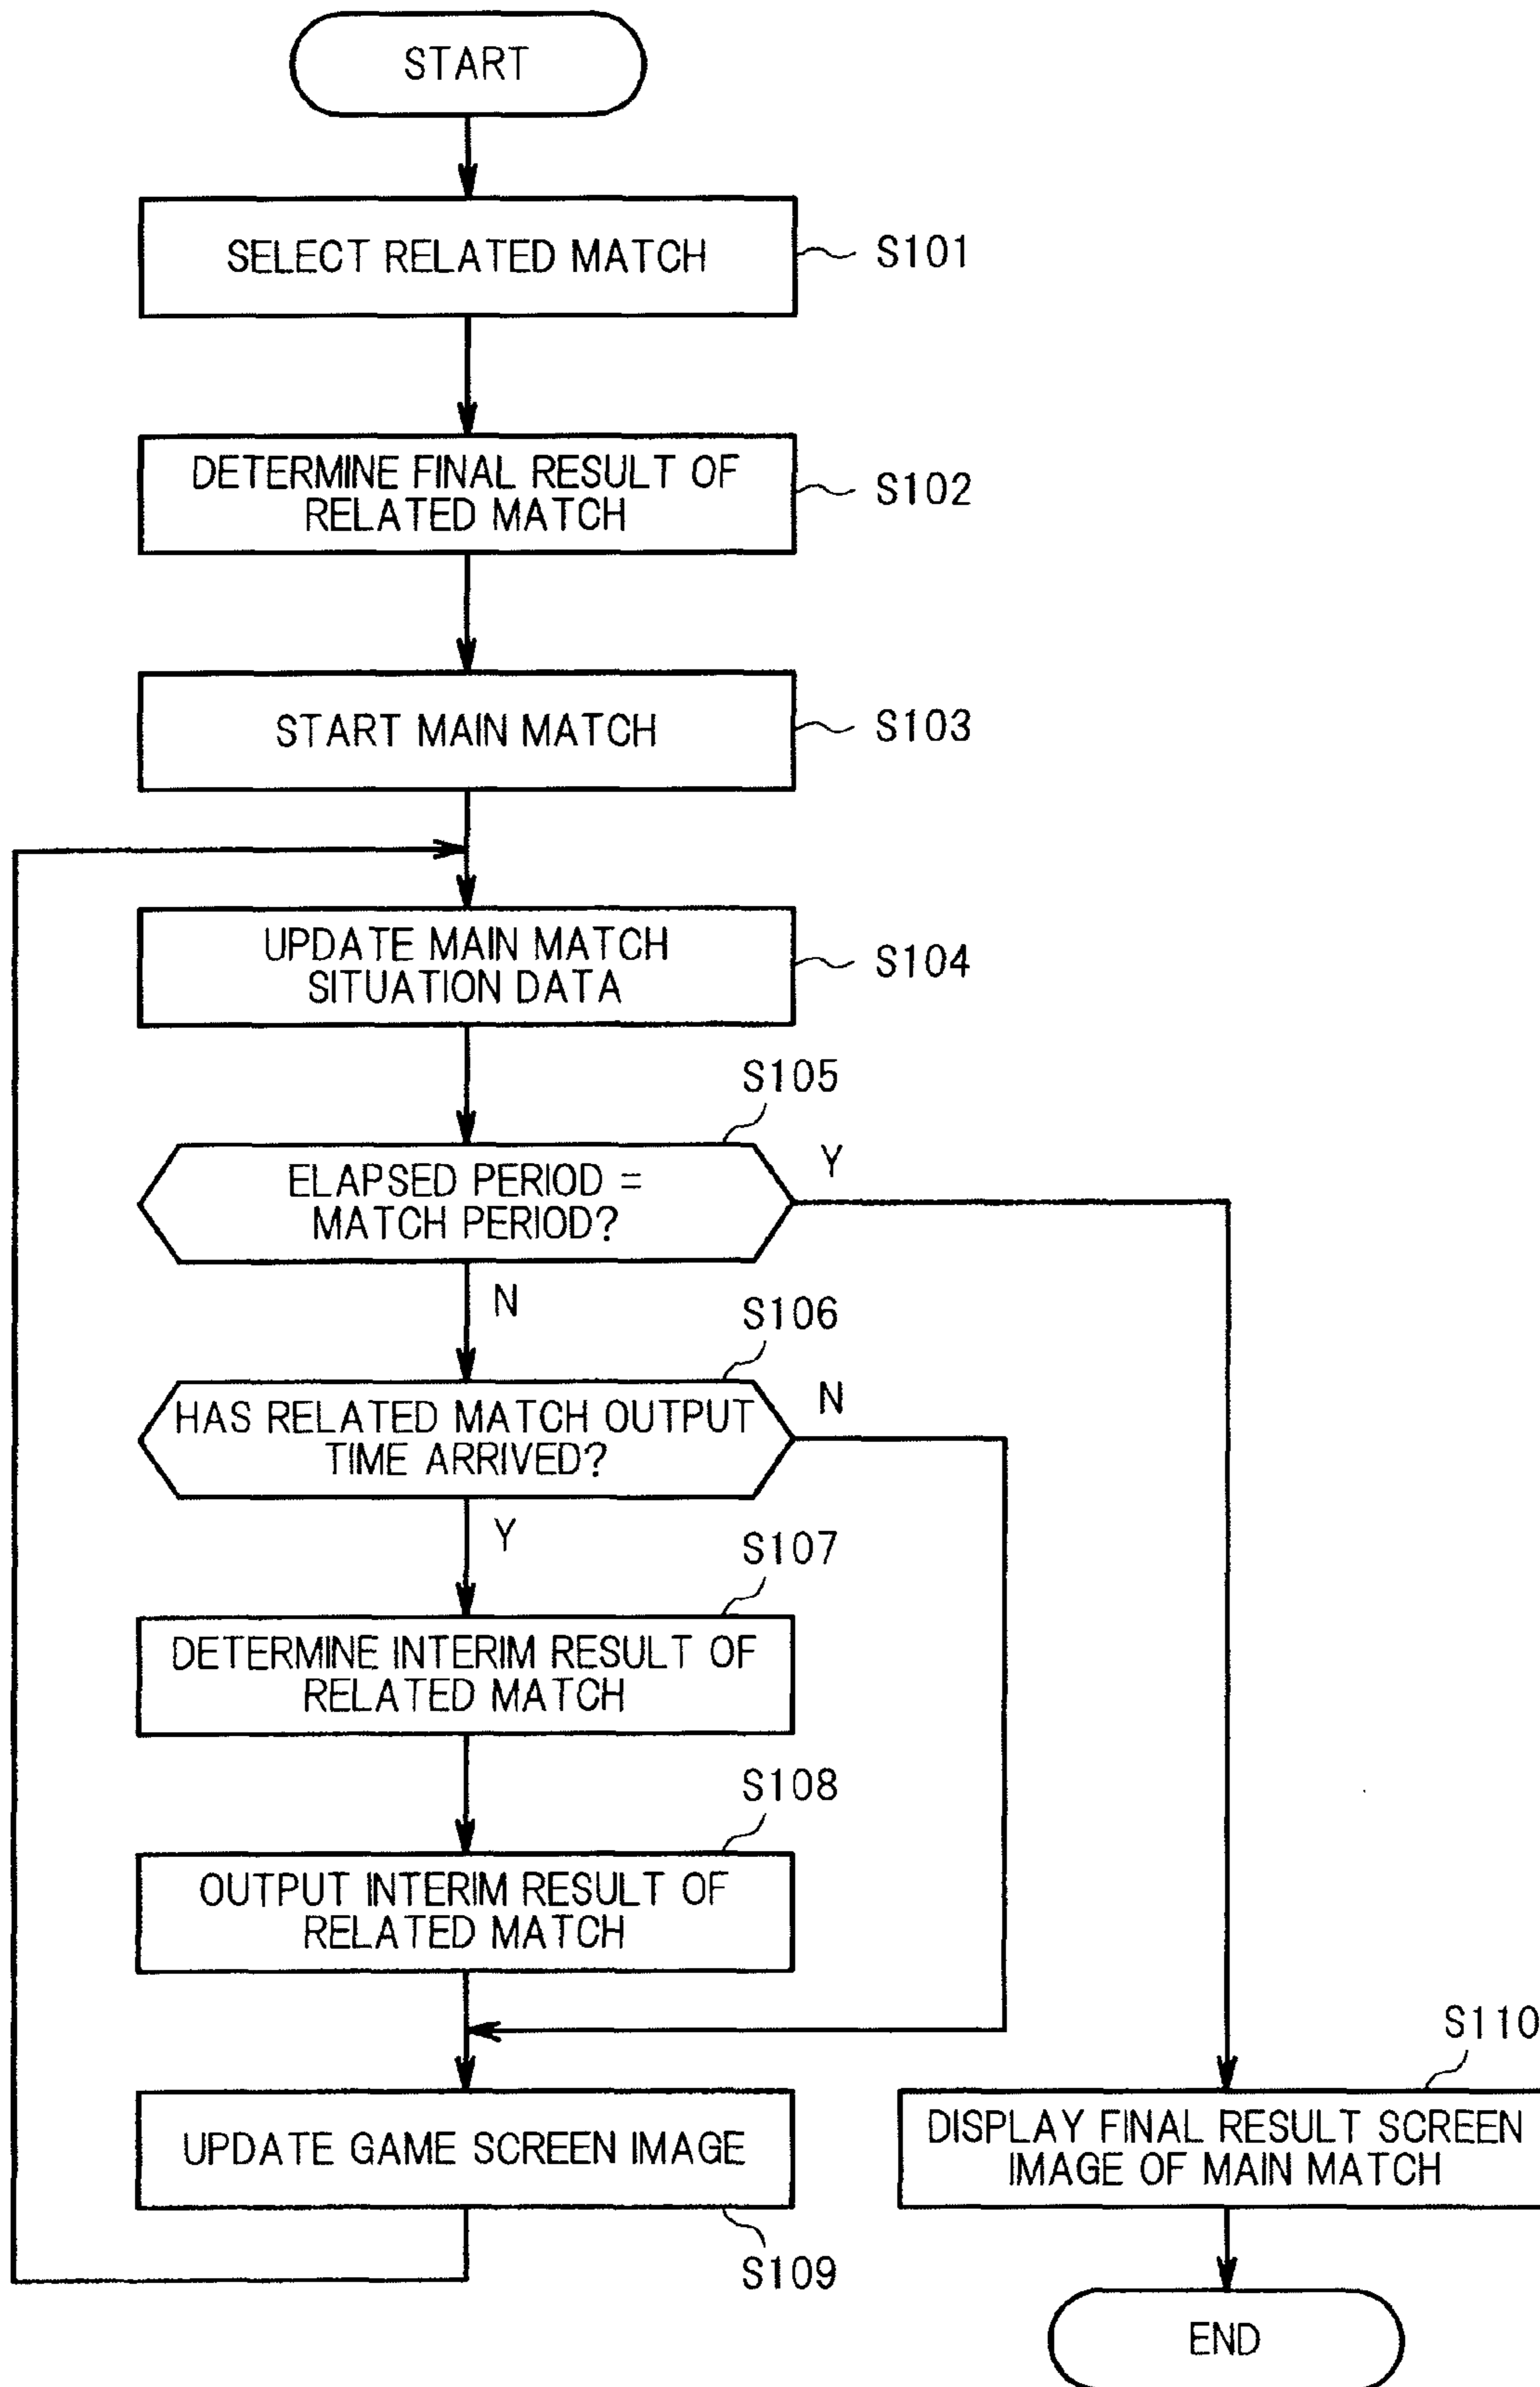 START
SELECT RELATED MATCH
S101
DETERMINE FINAL RESULT OF
RELATED MATCH
S102
START MAIN MATCH
S103
UPDATE MAIN MATCH
SITUATION DATA
S104
S105
ELAPSED PERIOD =
MATCH PERIOD?
Y
N
S106
HAS RELATED MATCH OUTPUT
TIME ARRIVED?
N
Y
S107
DETERMINE INTERIM RESULT OF
RELATED MATCH
S108
OUTPUT INTERIM RESULT OF
RELATED MATCH
UPDATE GAME SCREEN IMAGE
S109
S110
DISPLAY FINAL RESULT SCREEN
IMAGE OF MAIN MATCH
END